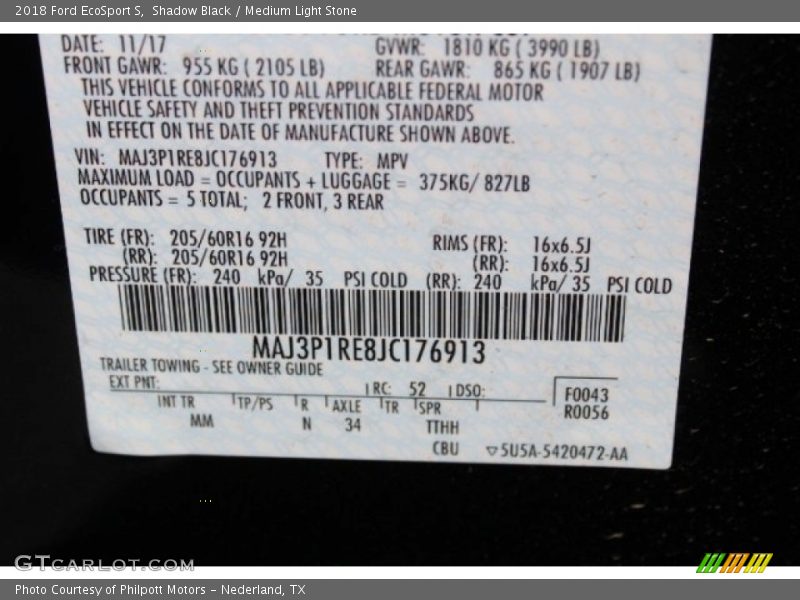 2018 Ford EcoSport S, Shadow Black / Medium Light Stone
DATE: 11/17 GVWR: 1810 KG ( 3990 LB)
FRONT GAWR: 955 KG ( 2105 LB) REAR GAWR: 865 KG ( 1907 LB)
THIS VEHICLE CONFORMS TO ALL APPLICABLE FEDERAL MOTOR
VEHICLE SAFETY AND THEFT PREVENTION STANDARDS
IN EFFECT ON THE DATE OF MANUFACTURE SHOWN ABOVE.
VIN: MAJ3P1RE8JC176913 TYPE: MPV
MAXIMUM LOAD = OCCUPANTS + LUGGAGE = 375KG/ 827LB
OCCUPANTS = 5 TOTAL; 2 FRONT, 3 REAR
TIRE (FR): 205/60R16 92H RIMS (FR): 16x6.5J
(RR): 205/60R16 92H (RR): 16x6.5J
PRESSURE (FR): 240 kPa/ 35 PSI COLD (RR): 240 kPa/ 35 PSI COLD
MAJ3P1RE8JC176913
TRAILER TOWING - SEE OWNER GUIDE
EXT PNT: RC: 52 DSO: F0043
INT TR TP/PS R AXLE TR SPR R0056
MM N 34 TTHH
CBU 5U5A-5420472-AA
GTCARLOT.COM
Photo Courtesy of Philpott Motors - Nederland, TX